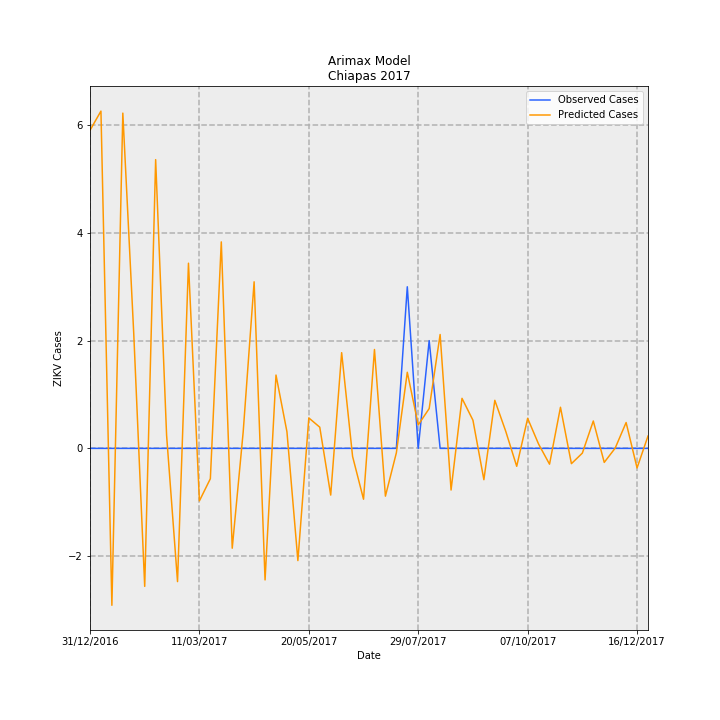 Arimax Model
Chiapas 2017
Observed Cases
Predicted Cases
6
4
2
0
−2
ZIKV Cases
31/12/2016 11/03/2017 20/05/2017 29/07/2017 07/10/2017 16/12/2017
Date